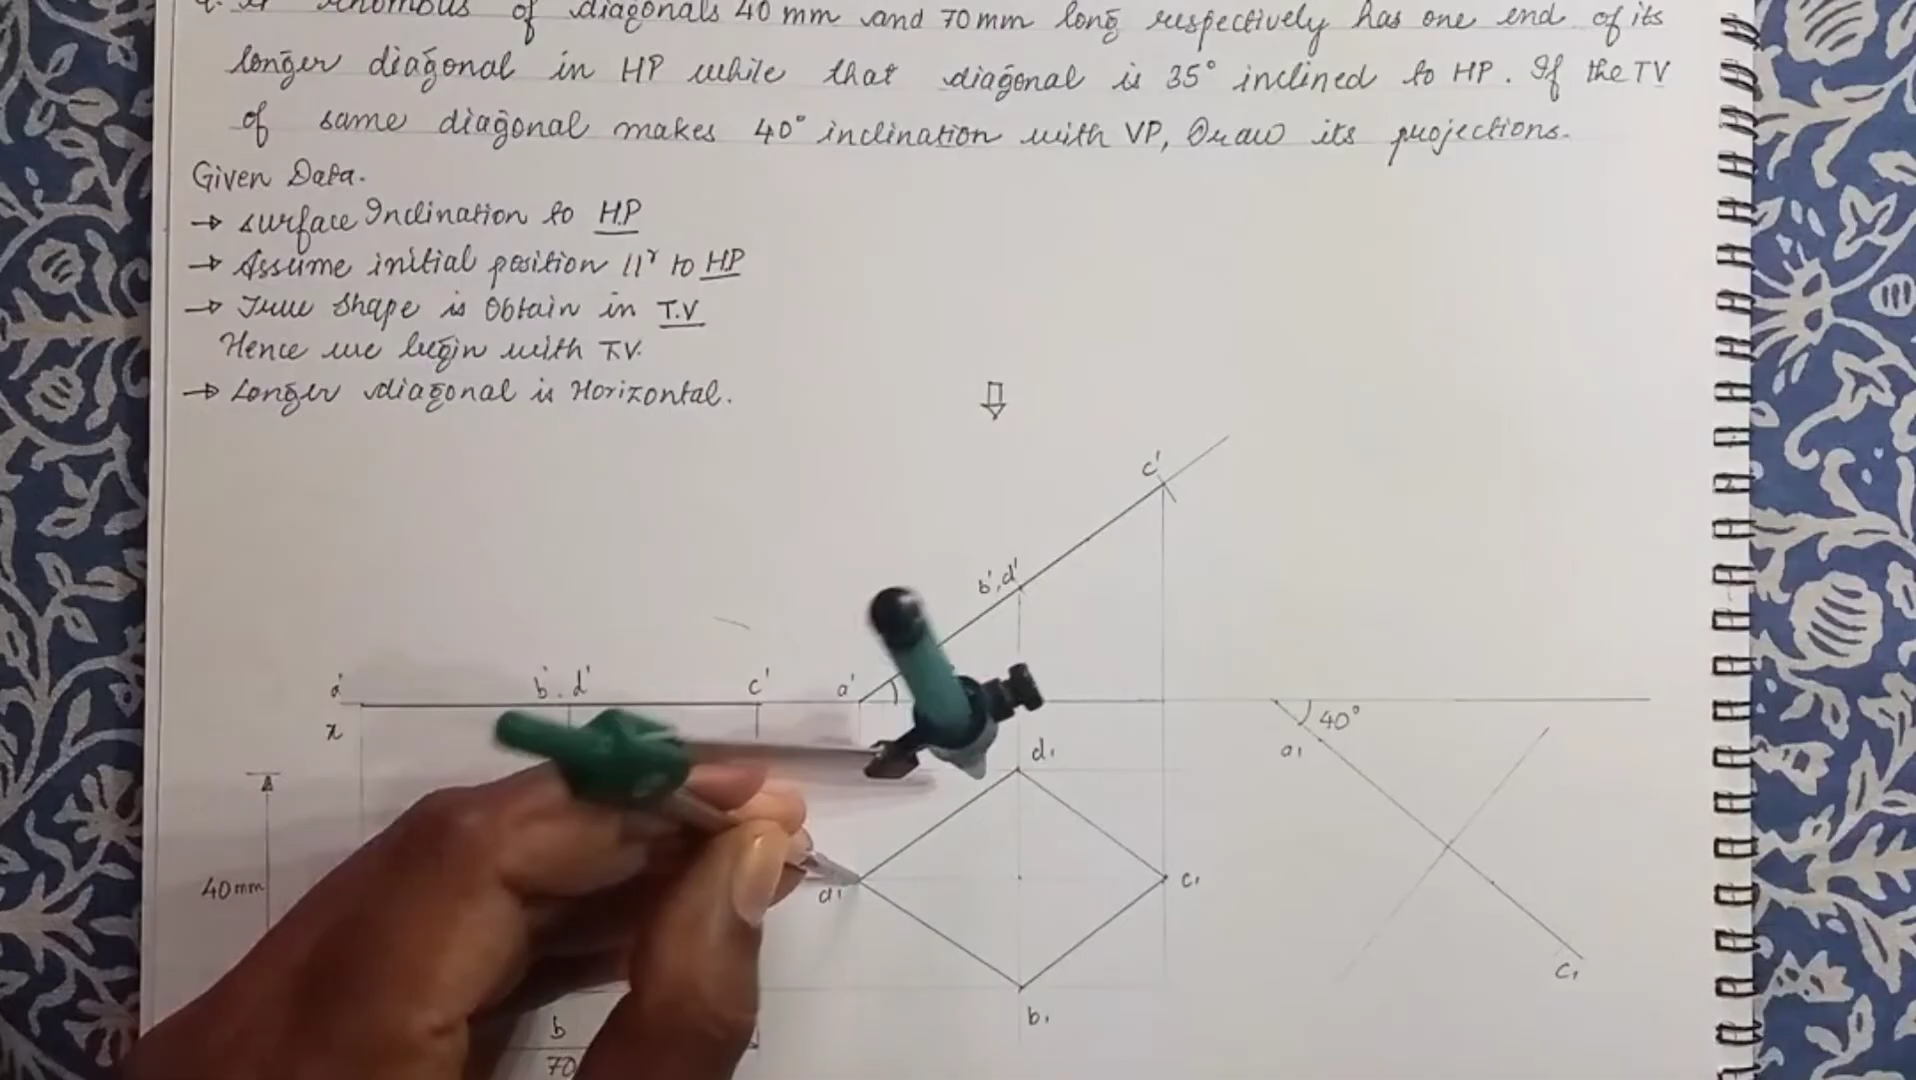 of diagonals 40 mm and 70 mm long respectively has one end of its
longer diagonal in HP while that diagonal is 35° inclined to HP. If the TV
of same diagonal makes 40° inclination with VP, Draw its projections.
Given Data.
→ surface Inclination to HP
→ Assume initial position 11r to HP
→ True shape is Obtain in T.V
Hence we begin with T.V.
→ Longer diagonal is Horizontal.
c'
b', d'
a' b' d' c' a'
x
40°
d1
a1
40mm
a1
c1
c1
b1
b
70